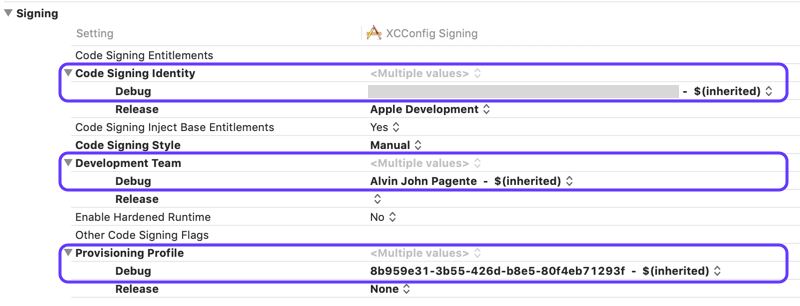 Signing
Setting XCConfig Signing
Code Signing Entitlements
Code Signing Identity <Multiple values>
Debug - $(inherited)
Release Apple Development
Code Signing Inject Base Entitlements Yes
Code Signing Style Manual
Development Team <Multiple values>
Debug Alvin John Pagente - $(inherited)
Release
Enable Hardened Runtime No
Other Code Signing Flags
Provisioning Profile <Multiple values>
Debug 8b959e31-3b55-426d-b8e5-80f4eb71293f - $(inherited)
Release None